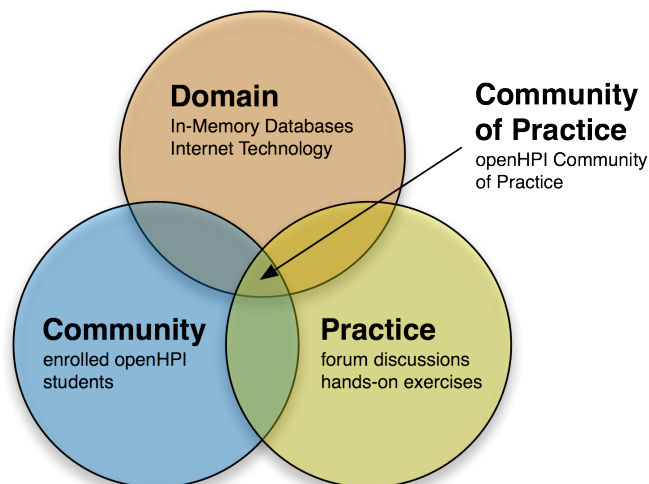 Domain
In-Memory Databases
Internet Technology
Community
of Practice
openHPI Community
of Practice
Community
enrolled openHPI
students
Practice
forum discussions
hands-on exercises